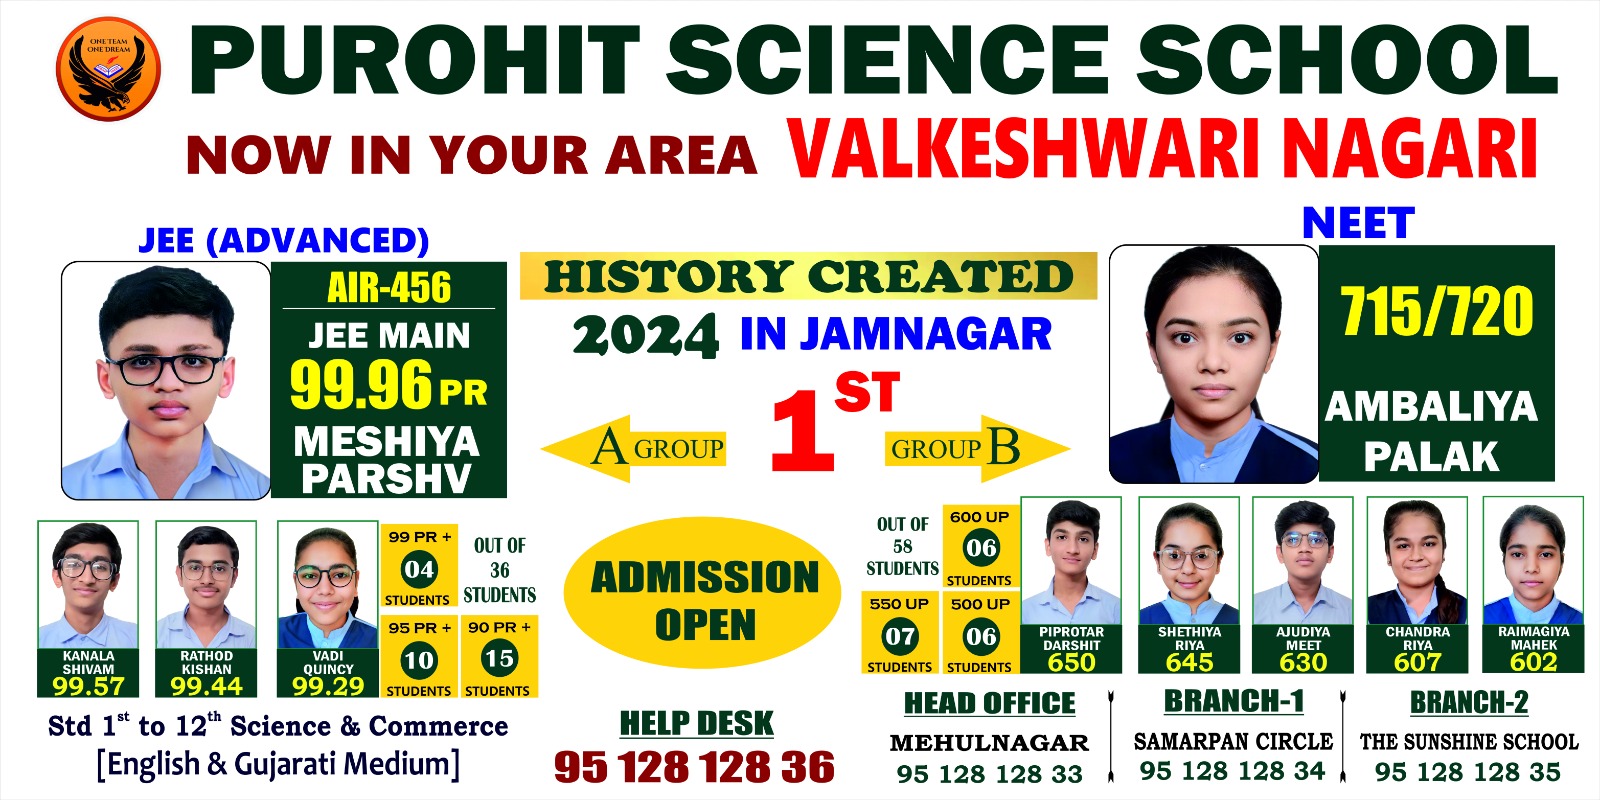 ONE TEAM
ONE DREAM
PUROHIT SCIENCE SCHOOL
NOW IN YOUR AREA VALKESHWARI NAGARI
JEE (ADVANCED)
AIR-456
JEE MAIN
99.96 PR
MESHIYA
PARSHV
HISTORY CREATED
2024 IN JAMNAGAR
1ST
A GROUP
GROUP B
NEET
715/720
AMBALIYA
PALAK
KANALA
SHIVAM
99.57
RATHOD
KISHAN
99.44
VADI
QUINCY
99.29
99 PR +
04
STUDENTS
OUT OF
36
STUDENTS
95 PR +
10
STUDENTS
90 PR +
15
STUDENTS
ADMISSION
OPEN
OUT OF
58
STUDENTS
600 UP
06
STUDENTS
550 UP
07
STUDENTS
500 UP
06
STUDENTS
PIPROTAR
DARSHIT
650
SHETHIYA
RIYA
645
AJUDIYA
MEET
630
CHANDRA
RIYA
607
RAIMAGIYA
MAHEK
602
Std 1st to 12th Science & Commerce
[English & Gujarati Medium]
HELP DESK
95 128 128 36
HEAD OFFICE
MEHULNAGAR
95 128 128 33
BRANCH-1
SAMARPAN CIRCLE
95 128 128 34
BRANCH-2
THE SUNSHINE SCHOOL
95 128 128 35